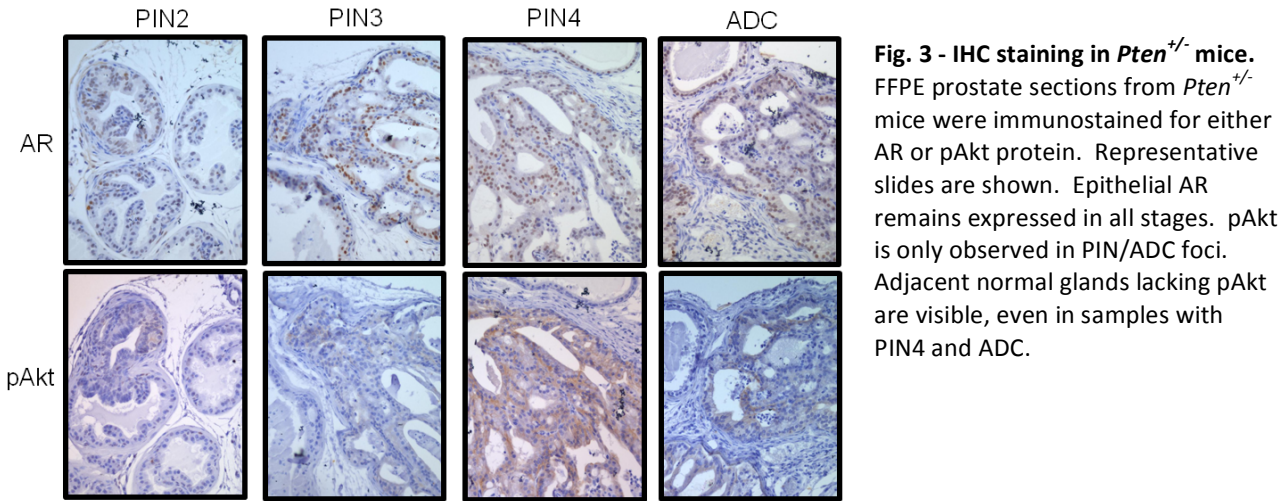 PIN2 PIN3 PIN4 ADC
AR
pAkt
Fig. 3 - IHC staining in Pten+/- mice.
FFPE prostate sections from Pten+/-
mice were immunostained for either
AR or pAkt protein. Representative
slides are shown. Epithelial AR
remains expressed in all stages. pAkt
is only observed in PIN/ADC foci.
Adjacent normal glands lacking pAkt
are visible, even in samples with
PIN4 and ADC.